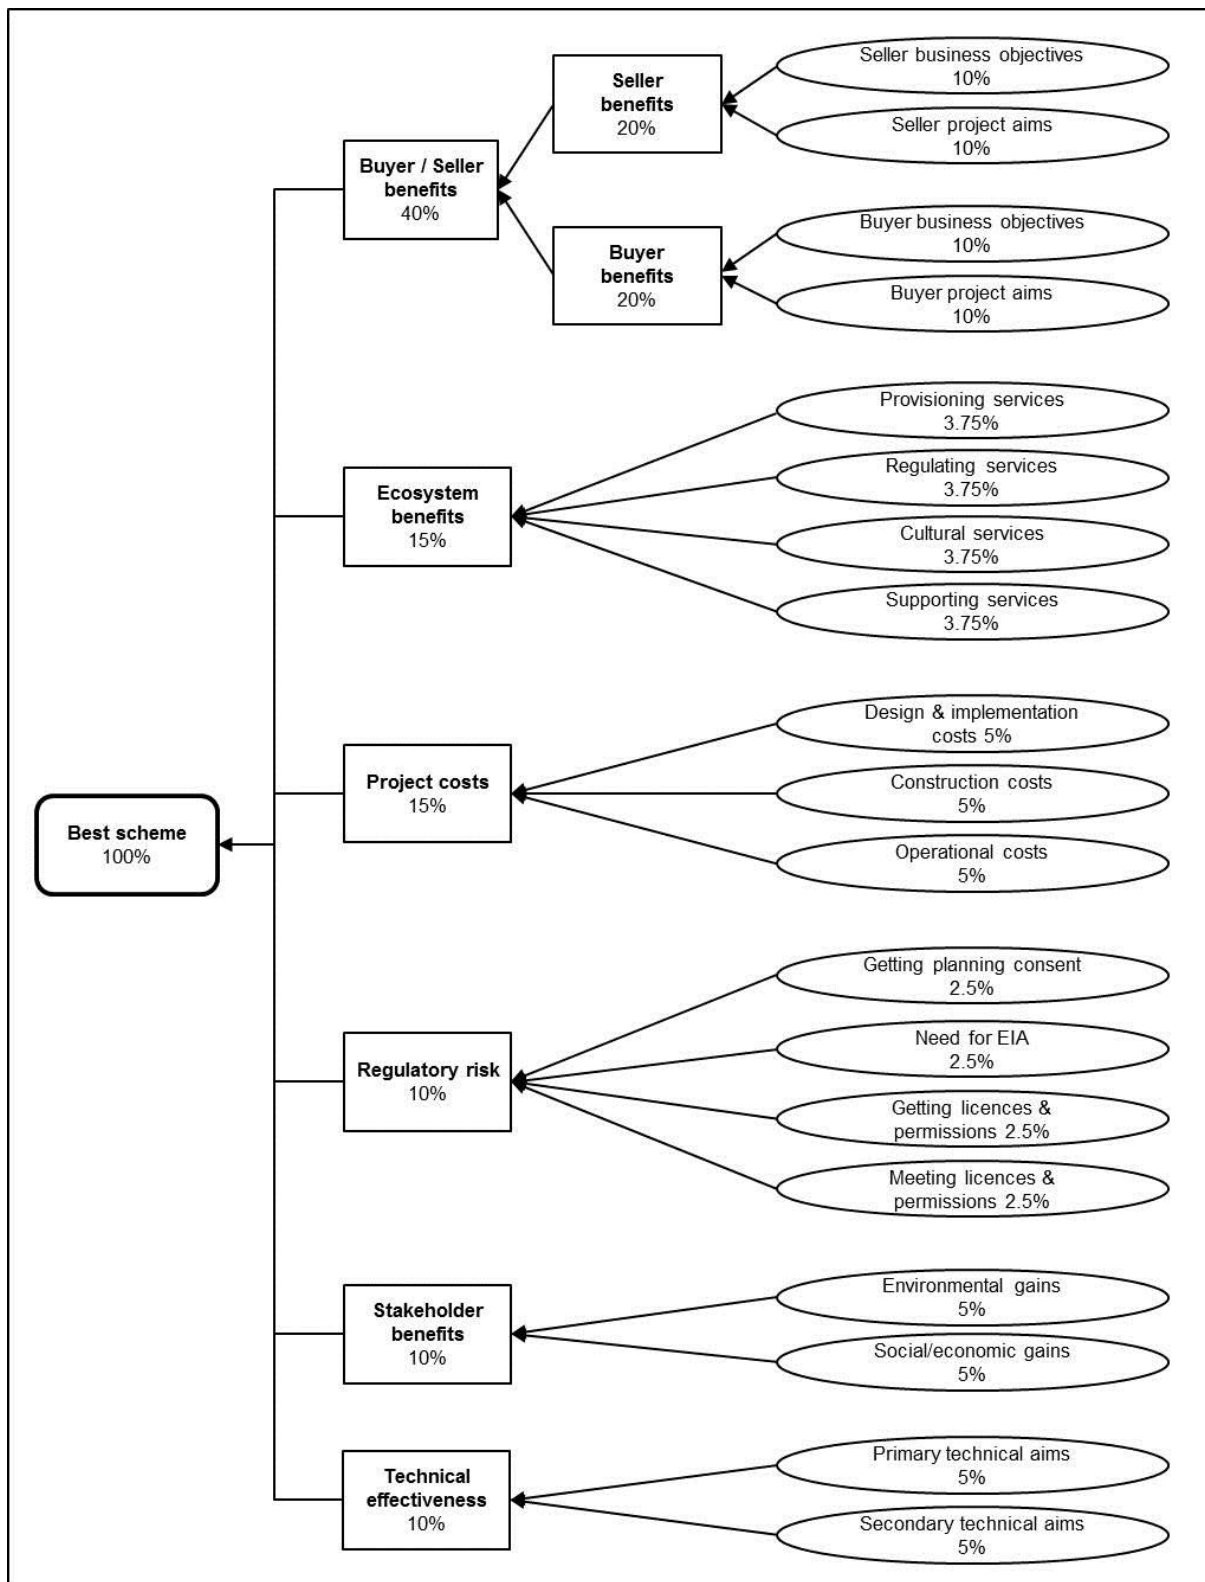 Seller
benefits
20%
Seller business objectives
10%
Seller project aims
10%
Buyer / Seller
benefits
40%
Buyer
benefits
20%
Buyer business objectives
10%
Buyer project aims
10%
Ecosystem
benefits
15%
Provisioning services
3.75%
Regulating services
3.75%
Cultural services
3.75%
Supporting services
3.75%
Project costs
15%
Design & implementation
costs 5%
Construction costs
5%
Operational costs
5%
Best scheme
100%
Regulatory risk
10%
Getting planning consent
2.5%
Need for EIA
2.5%
Getting licences &
permissions 2.5%
Meeting licences &
permissions 2.5%
Stakeholder
benefits
10%
Environmental gains
5%
Social/economic gains
5%
Technical
effectiveness
10%
Primary technical aims
5%
Secondary technical aims
5%